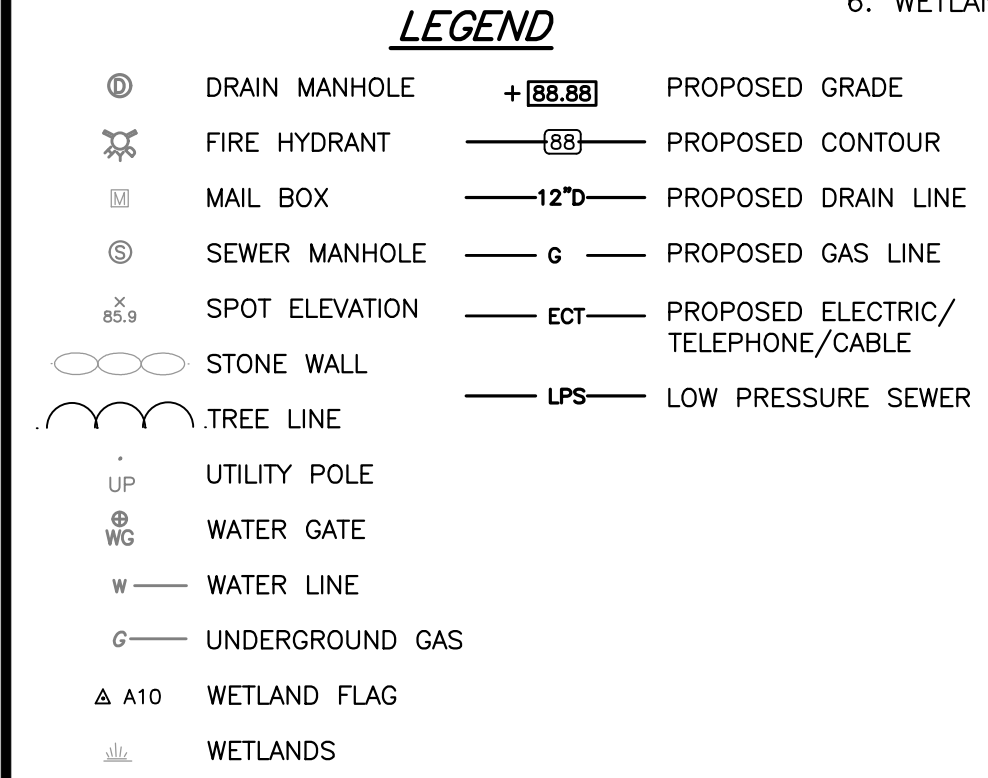 6. WETLAN
LEGEND
D DRAIN MANHOLE
FIRE HYDRANT
M MAIL BOX
S SEWER MANHOLE
85.9 SPOT ELEVATION
STONE WALL
TREE LINE
UP UTILITY POLE
WG WATER GATE
W WATER LINE
G UNDERGROUND GAS
A10 WETLAND FLAG
WETLANDS
+ 88.88 PROPOSED GRADE
88 PROPOSED CONTOUR
12"D PROPOSED DRAIN LINE
G PROPOSED GAS LINE
ECT PROPOSED ELECTRIC/
TELEPHONE/CABLE
LPS LOW PRESSURE SEWER